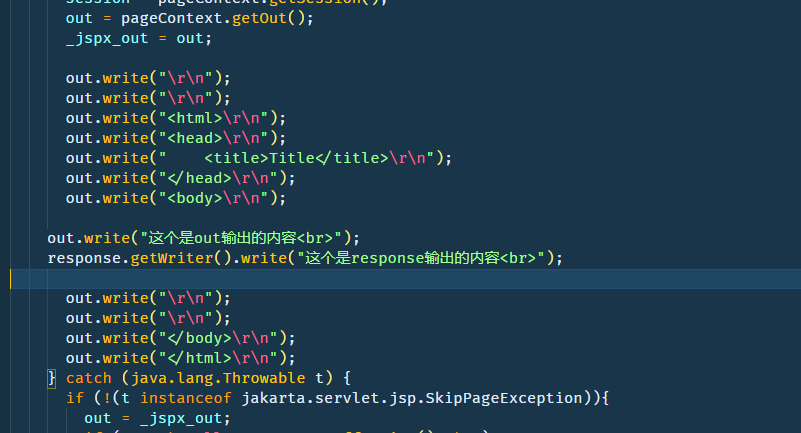 session = pageContext.getSession();
out = pageContext.getOut();
_jspx_out = out;
out.write("\r\n");
out.write("\r\n");
out.write("<html>\r\n");
out.write("<head>\r\n");
out.write("    <title>Title</title>\r\n");
out.write("</head>\r\n");
out.write("<body>\r\n");
out.write("这个是out输出的内容<br>");
response.getWriter().write("这个是response输出的内容<br>");
out.write("\r\n");
out.write("\r\n");
out.write("</body>\r\n");
out.write("</html>\r\n");
} catch (java.lang.Throwable t) {
if (!(t instanceof jakarta.servlet.jsp.SkipPageException)){
out = _jspx_out;